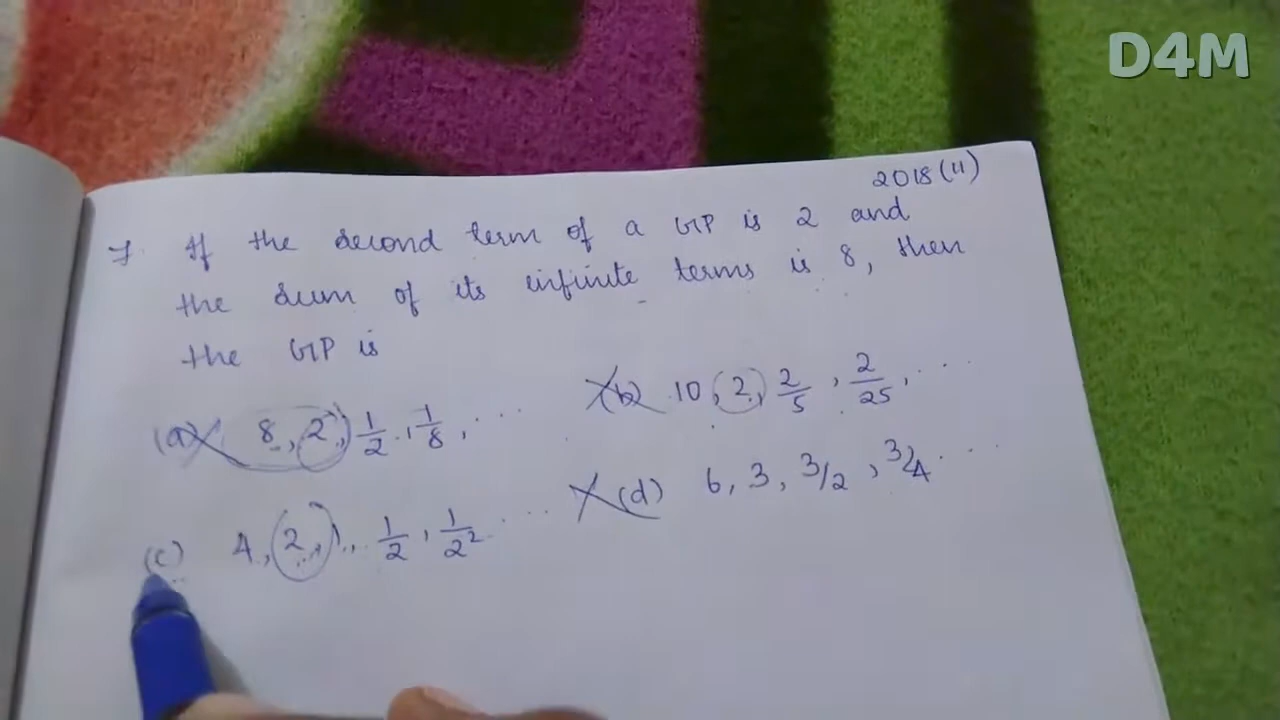 D4M
2018(11)
7. If the second term of a GP is 2 and
the sum of its infinite terms is 8, then
the GP is
(a) 8, 2, 1/2, 1/8, ... (b) 10, 2, 2/5, 2/25, ...
(c) 4, 2, 1, 1/2, 1/2², ... (d) 6, 3, 3/2, 3/4 ...